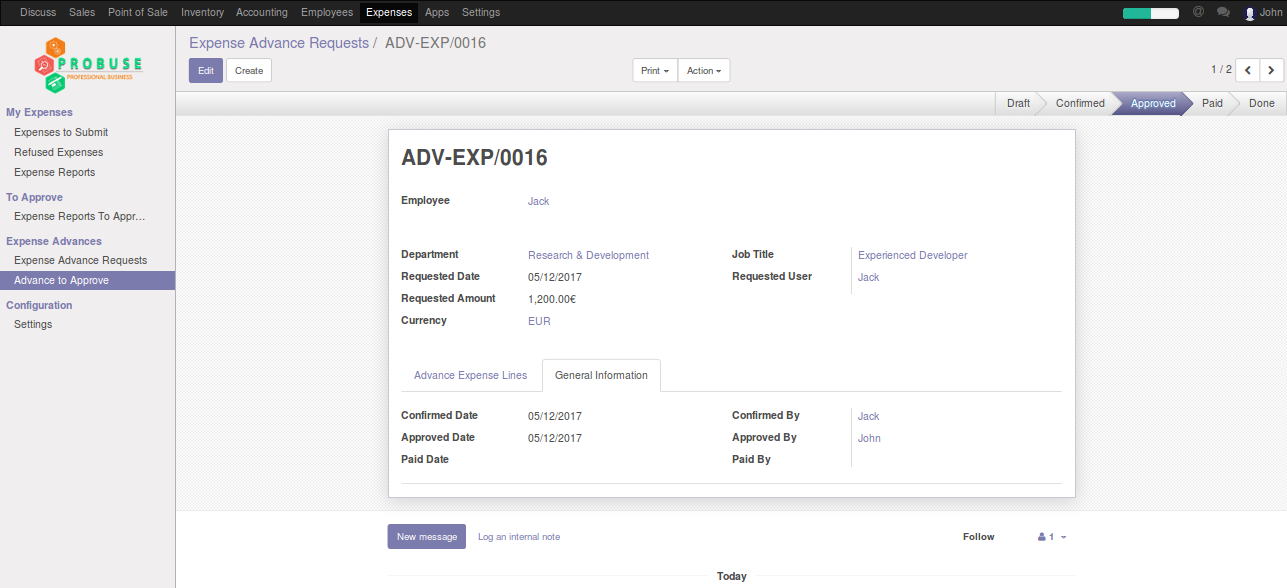 Discuss Sales Point of Sale Inventory Accounting Employees Expenses Apps Settings @ John
PROBUSE
PROFESSIONAL BUSINESS
My Expenses
Expenses to Submit
Refused Expenses
Expense Reports
To Approve
Expense Reports To Appr...
Expense Advances
Expense Advance Requests
Advance to Approve
Configuration
Settings
Expense Advance Requests / ADV-EXP/0016
Edit Create Print Action 1 / 2
Draft Confirmed Approved Paid Done
ADV-EXP/0016
Employee Jack
Department Research & Development Job Title Experienced Developer
Requested Date 05/12/2017 Requested User Jack
Requested Amount 1,200.00€
Currency EUR
Advance Expense Lines General Information
Confirmed Date 05/12/2017 Confirmed By Jack
Approved Date 05/12/2017 Approved By John
Paid Date Paid By
New message Log an internal note Follow 1
Today